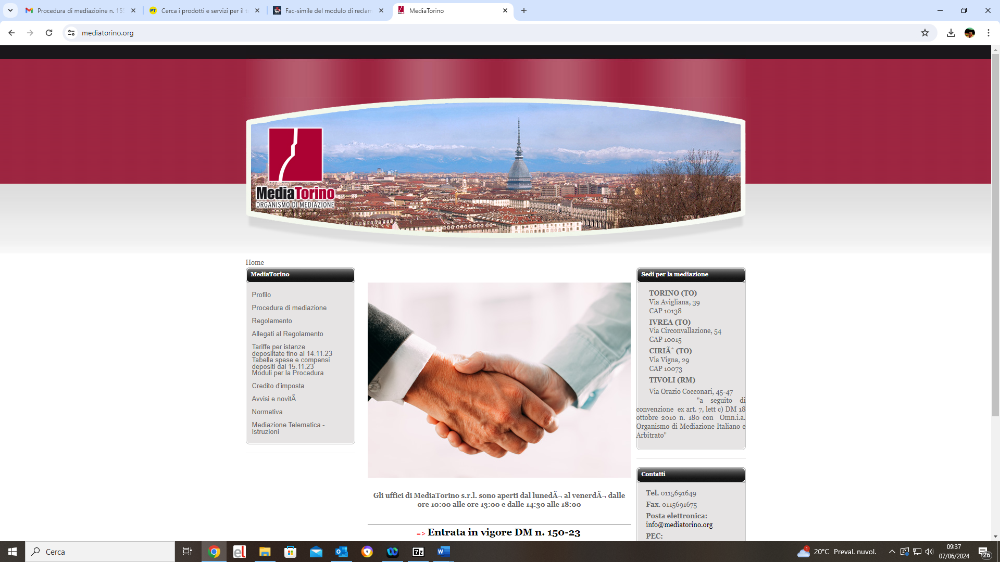 Procedura di mediazioine n. 155
Cerca i prodotti e servizi per il tu
Fac-simile del modulo di reclam
MediaTorino
mediatorino.org
MediaTorino
ORGANISMO DI MEDIAZIONE
Home
MediaTorino
Profilo
Procedura di mediazione
Regolamento
Allegati al Regolamento
Tariffe per istanze
deposiitate fino al 14.11.23
Tabella spese e compensi
depositi dal 15.11.23
Moduli per la Procedura
Credito d'imposta
Avvisi e novitÃ
Normativa
Mediazione Telematica -
Istruzioni
Gli uffici di MediaTorino s.r.l. sono aperti dal lunedÃ¬ al venerdÃ¬ dalle
ore 10:00 alle ore 13:00 e dalle 14:30 alle 18:00
=> Entrata in vigore DM n. 150-23
Sedi per la mediazione
TORINO (TO)
Via Avigliana, 39
CAP 10138
IVREA (TO)
Via Circonvallazione, 54
CAP 10015
CIRIÃˆ (TO)
Via Vigna, 29
CAP 10073
TIVOLI (RM)
Via Orazio Cocconari, 45-47
"a seguito di
convenzione ex art. 7, lett c) DM 18
ottobre 2010 n. 180 con Omn.i.a.
Organismo di Mediazione Italiano e
Arbitrato"
Contatti
Tel. 0115691649
Fax. 0115691675
Posta elettronica:
info@mediatorino.org
PEC:
Cerca
20°C Preval. nuvol.
09:37
07/06/2024
26